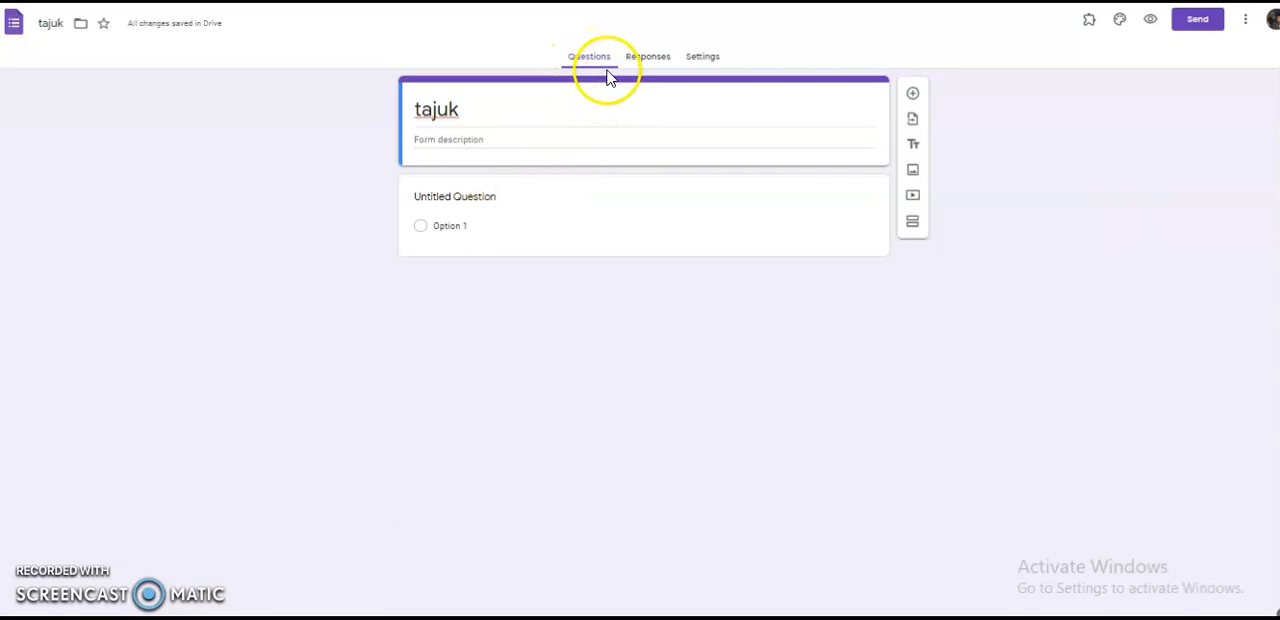 tajuk
All changes saved in Drive
Send
Questions
Responses
Settings
tajuk
Form description
Tт
Untitled Question
Option 1
RECORDED WITH
SCREENCAST MATIC
Activate Windows
Go to Settings to activate Windows.